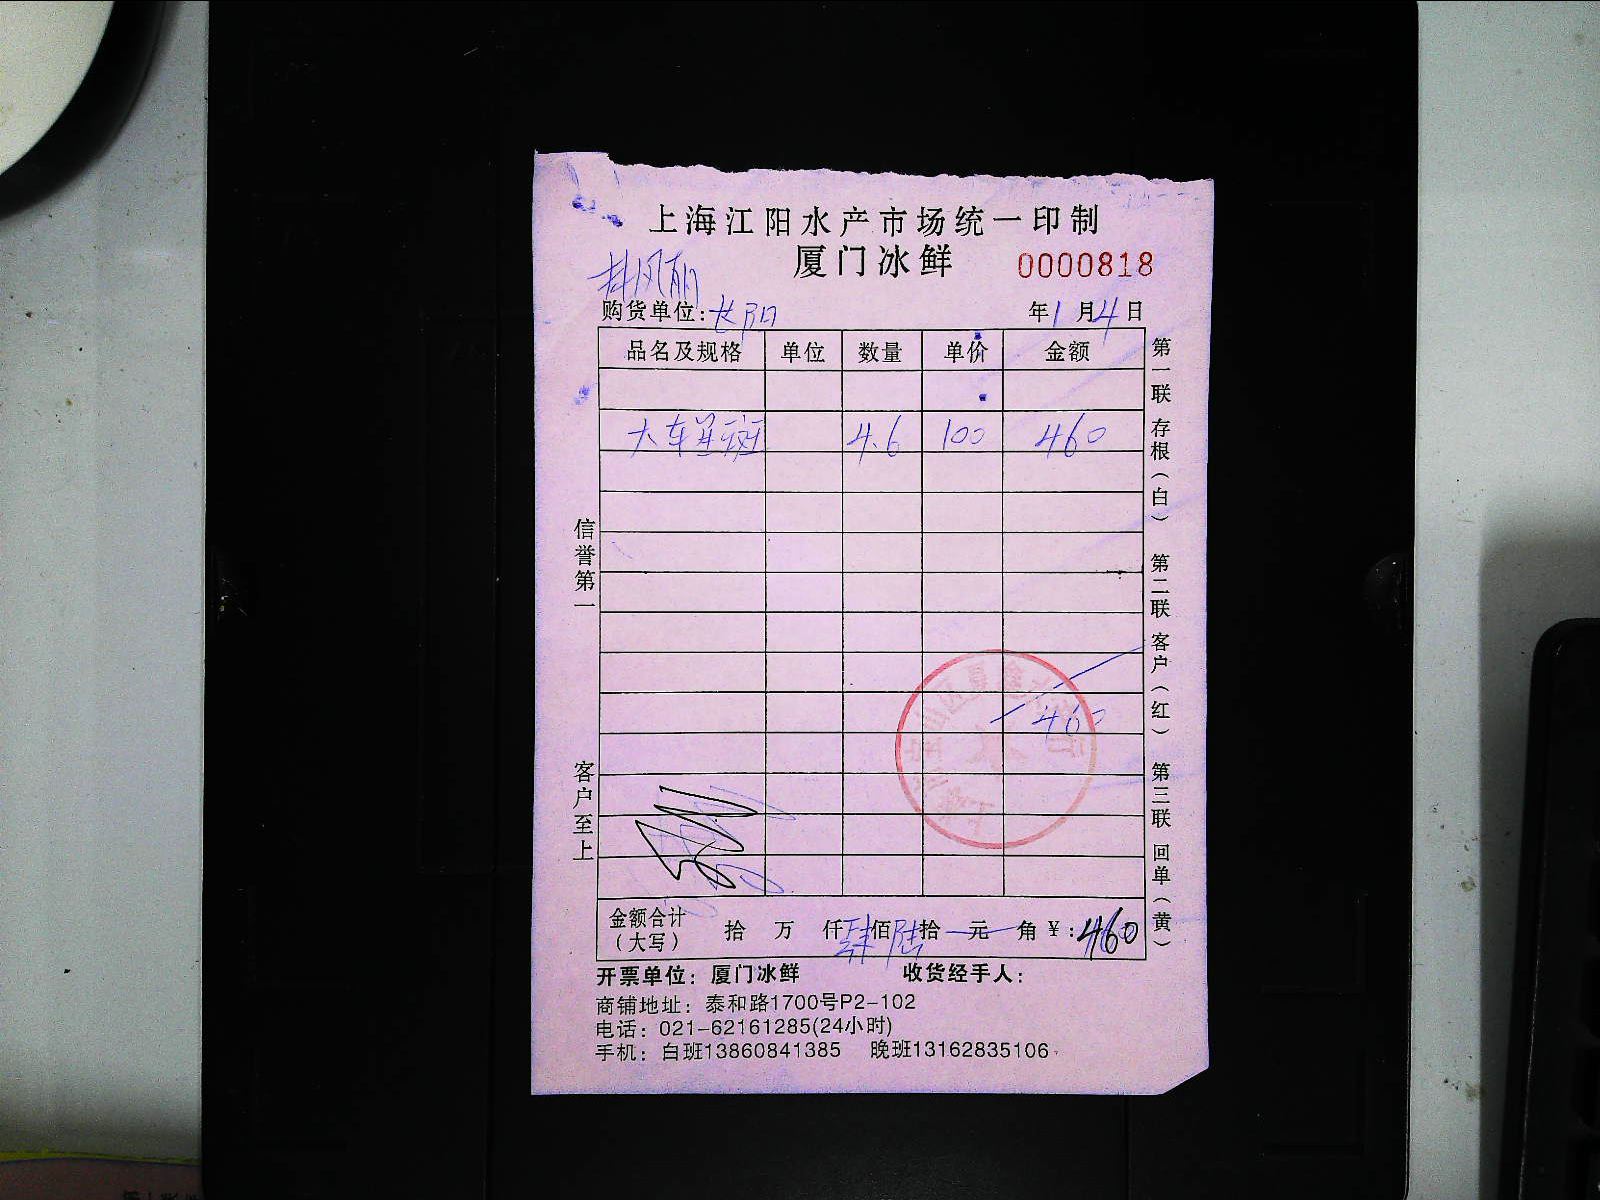 上海江阳水产市场统一印制
厦门冰鲜 0000818
购货单位: 年1月4日
品名及规格 单位 数量 单价 金额
大车星斑 4.6 100 460
460
金额合计(大写) 拾 万 仟肆佰陆拾 元 角 ¥:460
开票单位: 厦门冰鲜 收货经手人:
商铺地址: 泰和路1700号P2-102
电话: 021-62161285(24小时)
手机: 白班13860841385 晚班13162835106
信誉第一
客户至上
第一联 存根(白) 第二联 客户(红) 第三联 回单(黄)